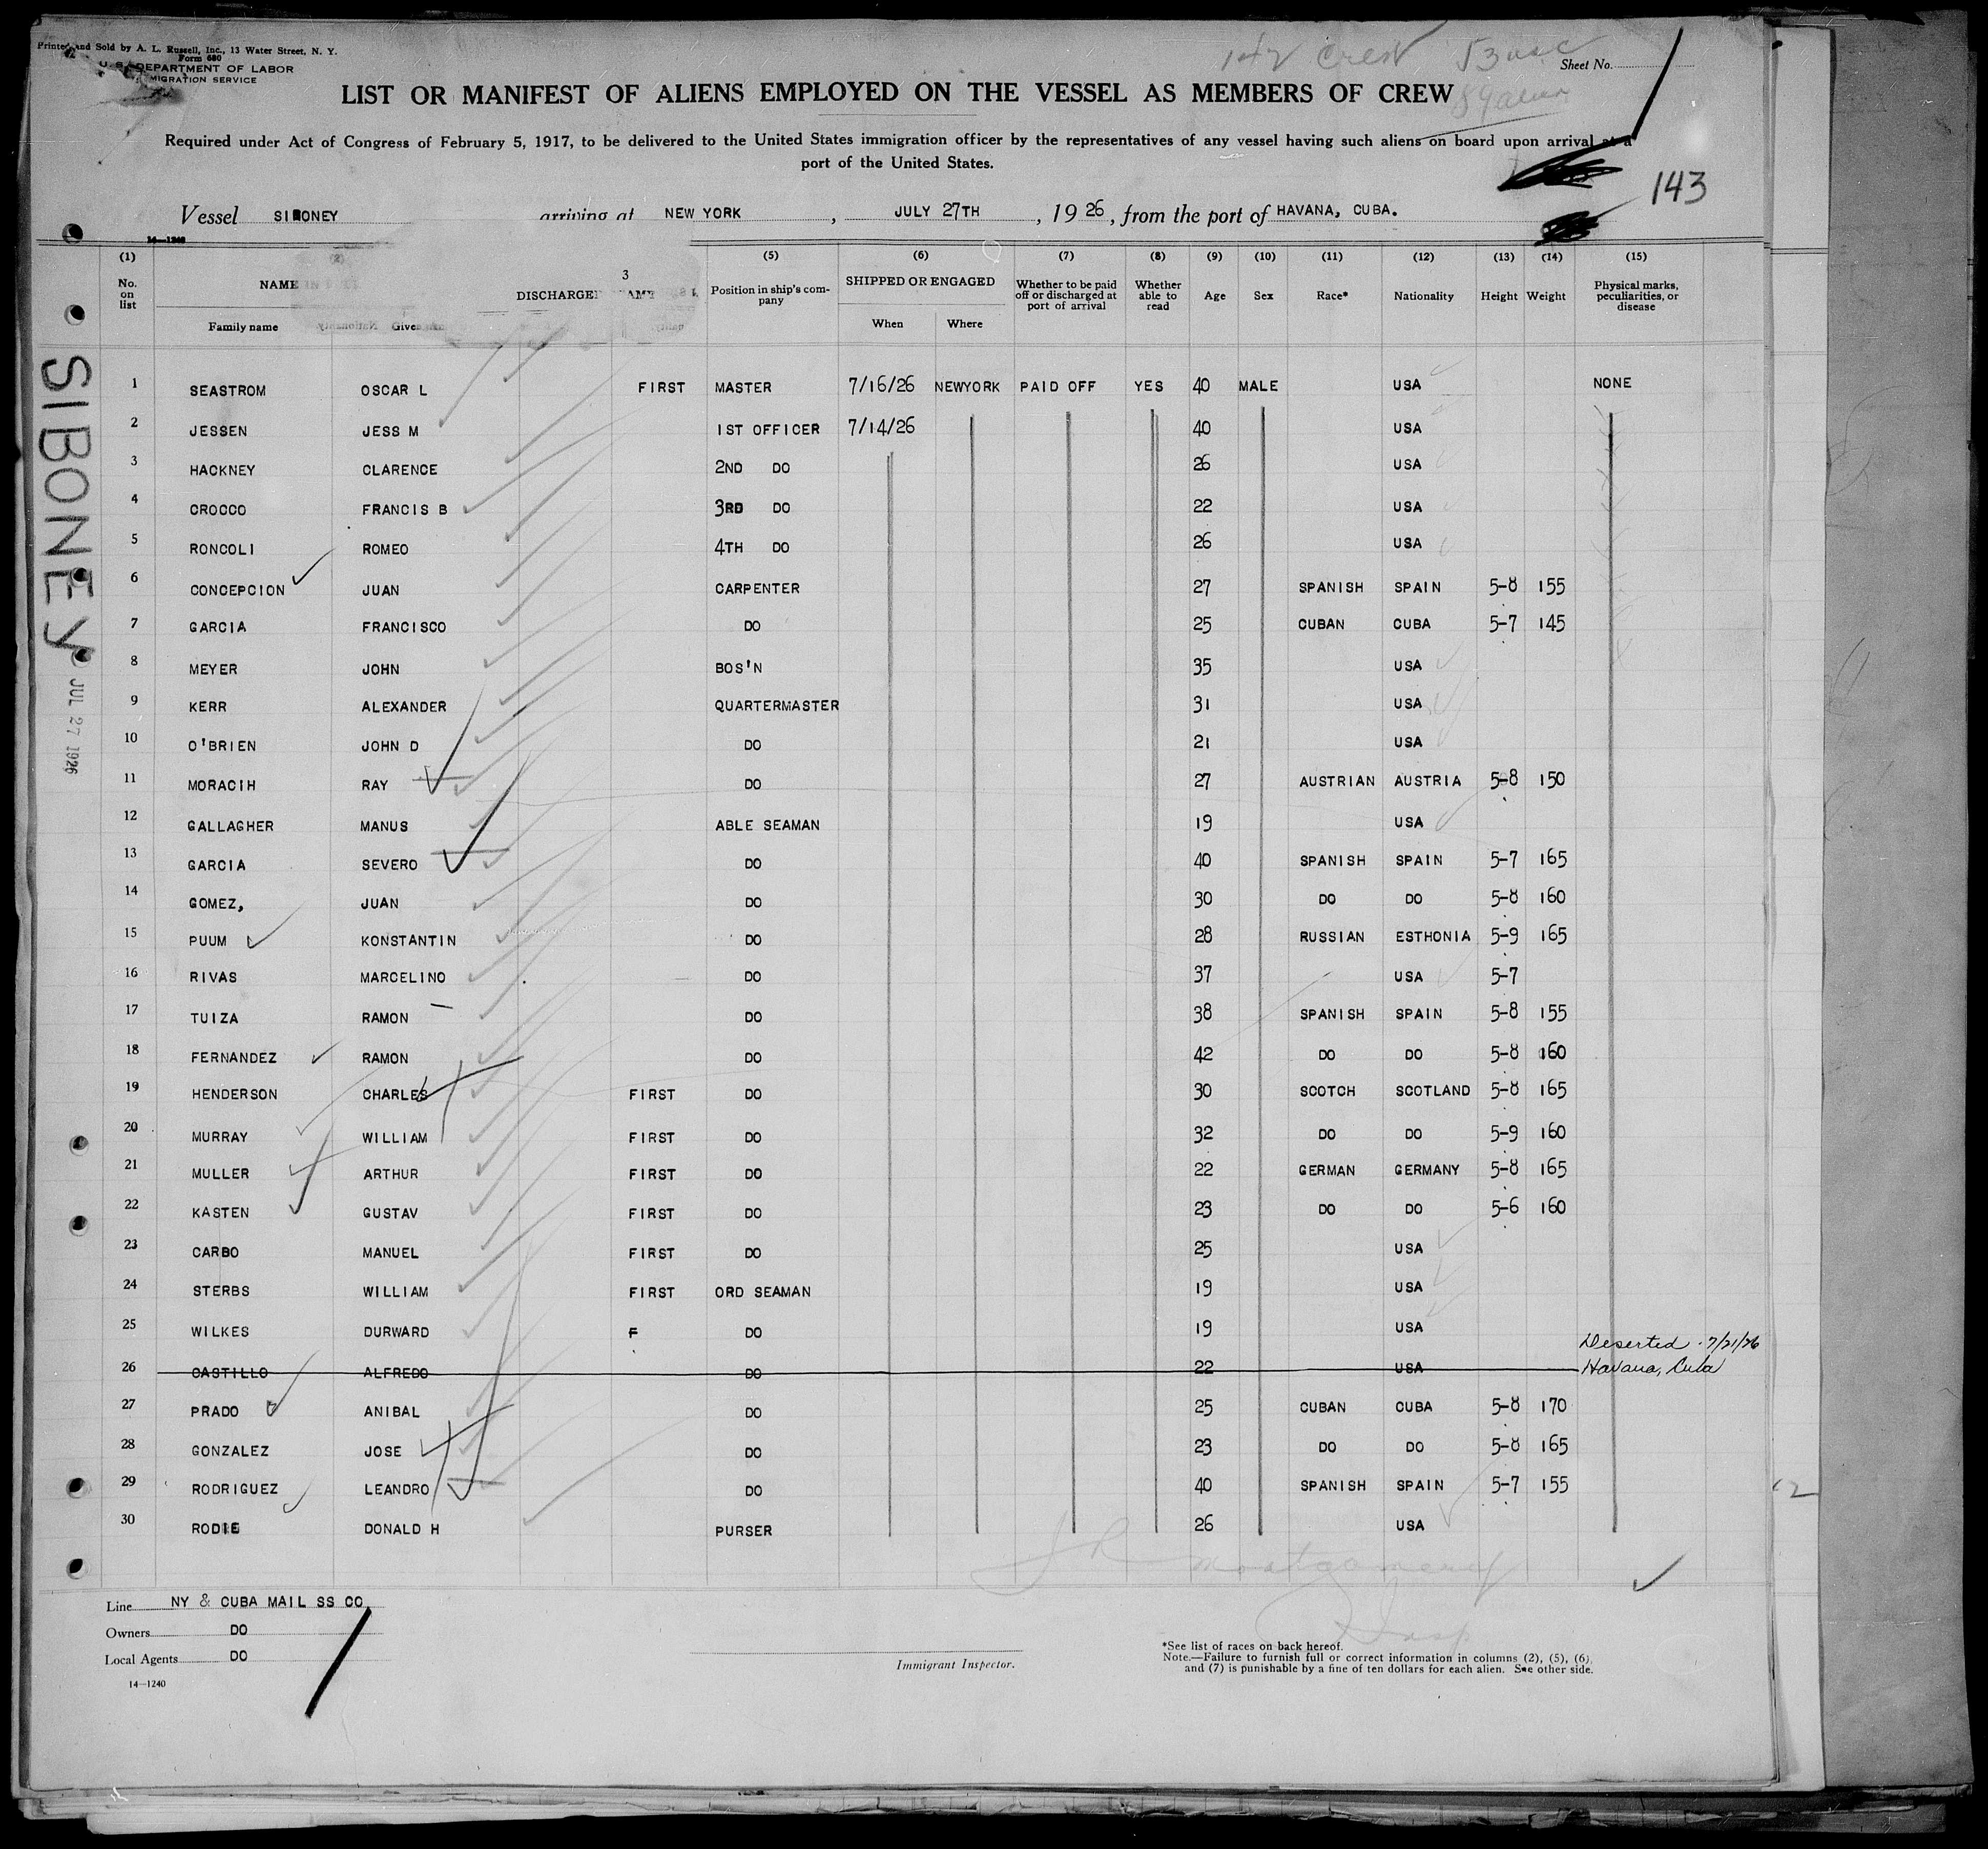 Printed and Sold by A. L. Russell, Inc., 13 Water Street, N. Y.
Form 680
U. S. DEPARTMENT OF LABOR
MIGRATION SERVICE
142 Crew 53 usc
Sheet No.
LIST OR MANIFEST OF ALIENS EMPLOYED ON THE VESSEL AS MEMBERS OF CREW
89 alien
Required under Act of Congress of February 5, 1917, to be delivered to the United States immigration officer by the representatives of any vessel having such aliens on board upon arrival at a
port of the United States.
143
Vessel SIBONEY arriving at NEW YORK, JULY 27TH, 1926, from the port of HAVANA, CUBA.
14—1240
(1) (2) 3 (5) (6) (7) (8) (9) (10) (11) (12) (13) (14) (15)
No. on list NAME DISCHARGE Position in ship's company SHIPPED OR ENGAGED Whether to be paid off or discharged at port of arrival Whether able to read Age Sex Race* Nationality Height Weight Physical marks, peculiarities, or disease
Family name Given When Where
1 SEASTROM OSCAR L FIRST MASTER 7/16/26 NEWYORK PAID OFF YES 40 MALE USA NONE
2 JESSEN JESS M 1ST OFFICER 7/14/26 40 USA
3 HACKNEY CLARENCE 2ND DO 26 USA
4 CROCCO FRANCIS B 3RD DO 22 USA
5 RONCOLI ROMEO 4TH DO 26 USA
6 CONCEPCION JUAN CARPENTER 27 SPANISH SPAIN 5-8 155
7 GARCIA FRANCISCO DO 25 CUBAN CUBA 5-7 145
8 MEYER JOHN BOS'N 35 USA
9 KERR ALEXANDER QUARTERMASTER 31 USA
10 O'BRIEN JOHN D DO 21 USA
11 MORACIH RAY DO 27 AUSTRIAN AUSTRIA 5-8 150
12 GALLAGHER MANUS ABLE SEAMAN 19 USA
13 GARCIA SEVERO DO 40 SPANISH SPAIN 5-7 165
14 GOMEZ, JUAN DO 30 DO DO 5-8 160
15 PUUM KONSTANTIN DO 28 RUSSIAN ESTHONIA 5-9 165
16 RIVAS MARCELINO DO 37 USA 5-7
17 TUIZA RAMON DO 38 SPANISH SPAIN 5-8 155
18 FERNANDEZ RAMON DO 42 DO DO 5-8 160
19 HENDERSON CHARLES FIRST DO 30 SCOTCH SCOTLAND 5-8 165
20 MURRAY WILLIAM FIRST DO 32 DO DO 5-9 160
21 MULLER ARTHUR FIRST DO 22 GERMAN GERMANY 5-8 165
22 KASTEN GUSTAV FIRST DO 23 DO DO 5-6 160
23 CARBO MANUEL FIRST DO 25 USA
24 STERBS WILLIAM FIRST ORD SEAMAN 19 USA
25 WILKES DURWARD F DO 19 USA
Deserted. 7/21/26
26 CASTILLO ALFREDO DO 22 USA Havana, Cuba
27 PRADO ANIBAL DO 25 CUBAN CUBA 5-8 170
28 GONZALEZ JOSE DO 23 DO DO 5-8 165
29 RODRIGUEZ LEANDRO DO 40 SPANISH SPAIN 5-7 155
30 RODIE DONALD H PURSER 26 USA
SIBONEY
JUL 27 1926
Montgomery
Insp
Line NY & CUBA MAIL SS CO.
Owners DO
Local Agents DO
14—1240
Immigrant Inspector.
*See list of races on back hereof.
Note.—Failure to furnish full or correct information in columns (2), (5), (6),
and (7) is punishable by a fine of ten dollars for each alien. See other side.